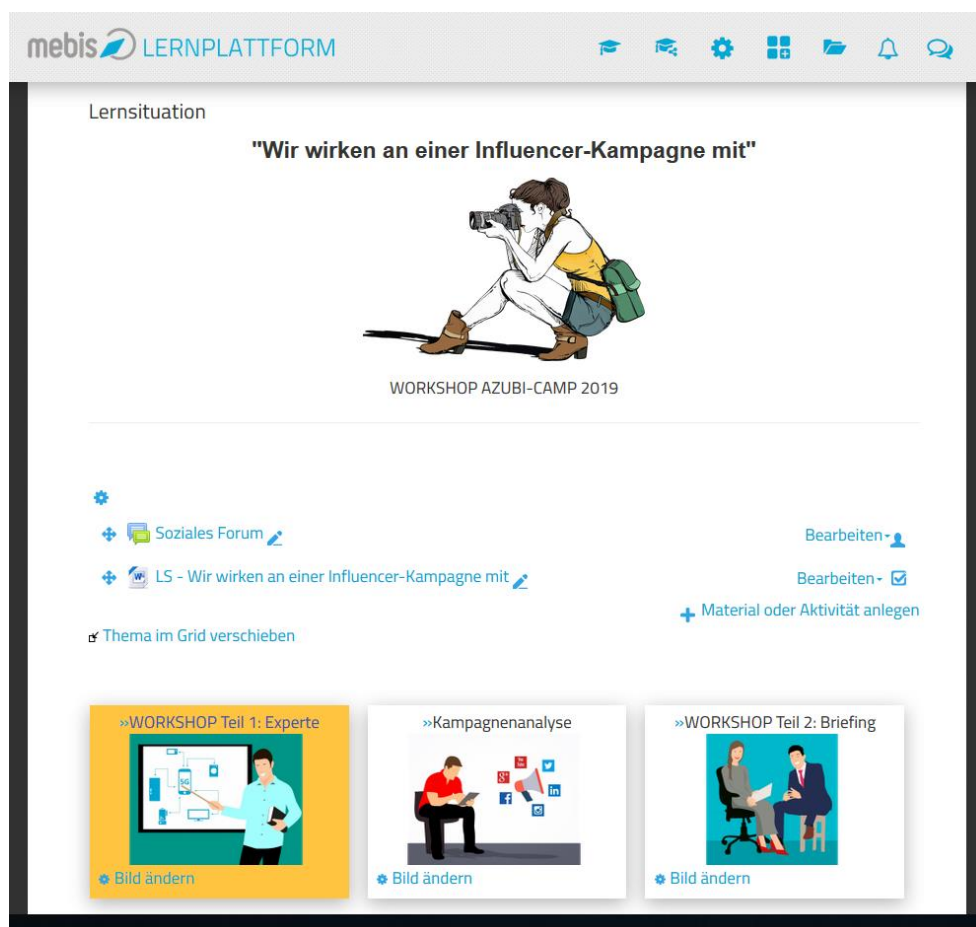 mebis LERNPLATTFORM
Lernsituation
"Wir wirken an einer Influencer-Kampagne mit"
WORKSHOP AZUBI-CAMP 2019
Soziales Forum
Bearbeiten
LS - Wir wirken an einer Influencer-Kampagne mit
Bearbeiten
Material oder Aktivität anlegen
Thema im Grid verschieben
»WORKSHOP Teil 1: Experte
»Kampagnenanalyse
»WORKSHOP Teil 2: Briefing
5G
Bild ändern
Bild ändern
Bild ändern